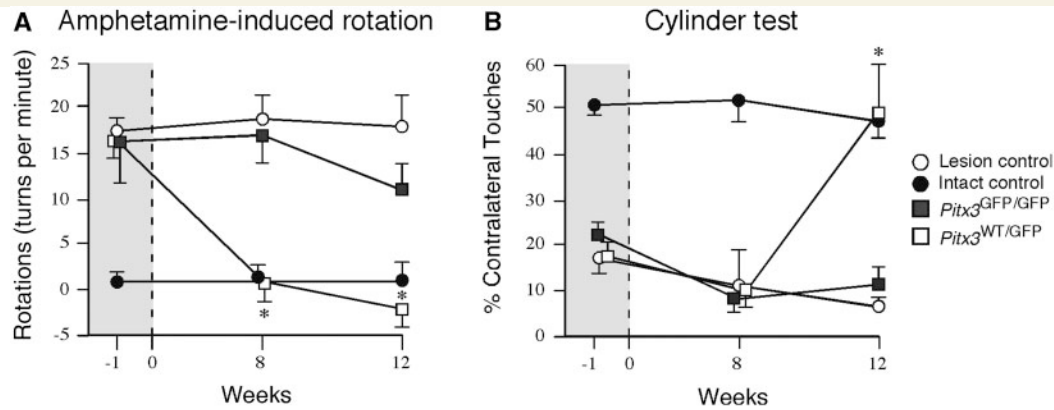 A Amphetamine-induced rotation
Rotations (turns per minute)
25
20
15
10
5
0
-5
-1 0 8 12
Weeks
*
*
B Cylinder test
% Contralateral Touches
60
50
40
30
20
10
0
-1 0 8 12
Weeks
*
Lesion control
Intact control
Pitx3GFP/GFP
Pitx3WT/GFP